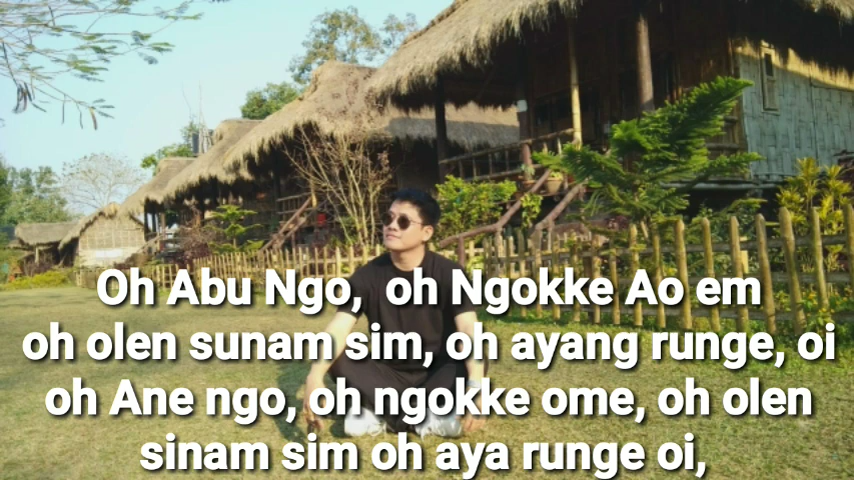 Oh Abu Ngo, oh Ngokke Ao em
oh olen sunam sim, oh ayang runge, oi
oh Ane ngo, oh ngokke ome, oh olen
sinam sim oh aya runge oi,